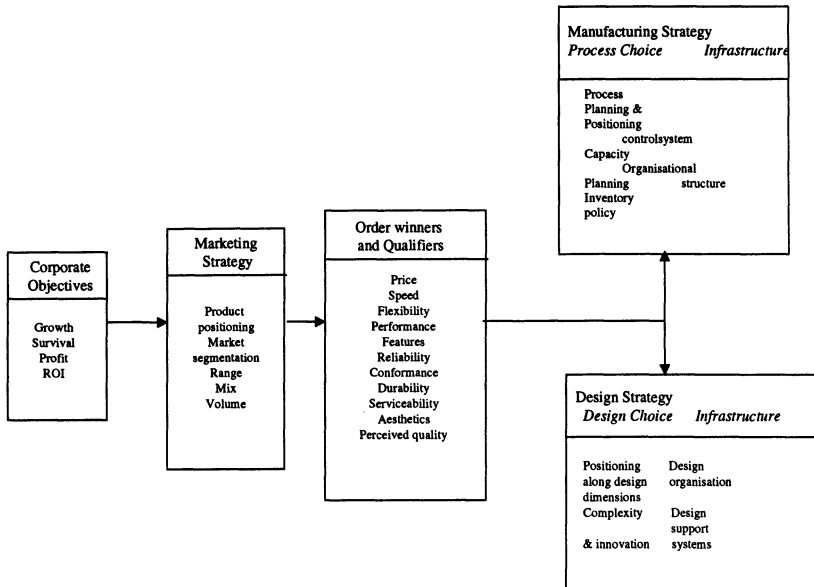 Corporate
Objectives
Growth
Survival
Profit
ROI
Marketing
Strategy
Product
positioning
Market
segmentation
Range
Mix
Volume
Order winners
and Qualifiers
Price
Speed
Flexibility
Performance
Features
Reliability
Conformance
Durability
Serviceability
Aesthetics
Perceived quality
Manufacturing Strategy
Process Choice Infrastructure
Process
Planning &
Positioning
controlsystem
Capacity
Organisational
Planning structure
Inventory
policy
Design Strategy
Design Choice Infrastructure
Positioning Design
along design organisation
dimensions
Complexity Design
support
& innovation systems